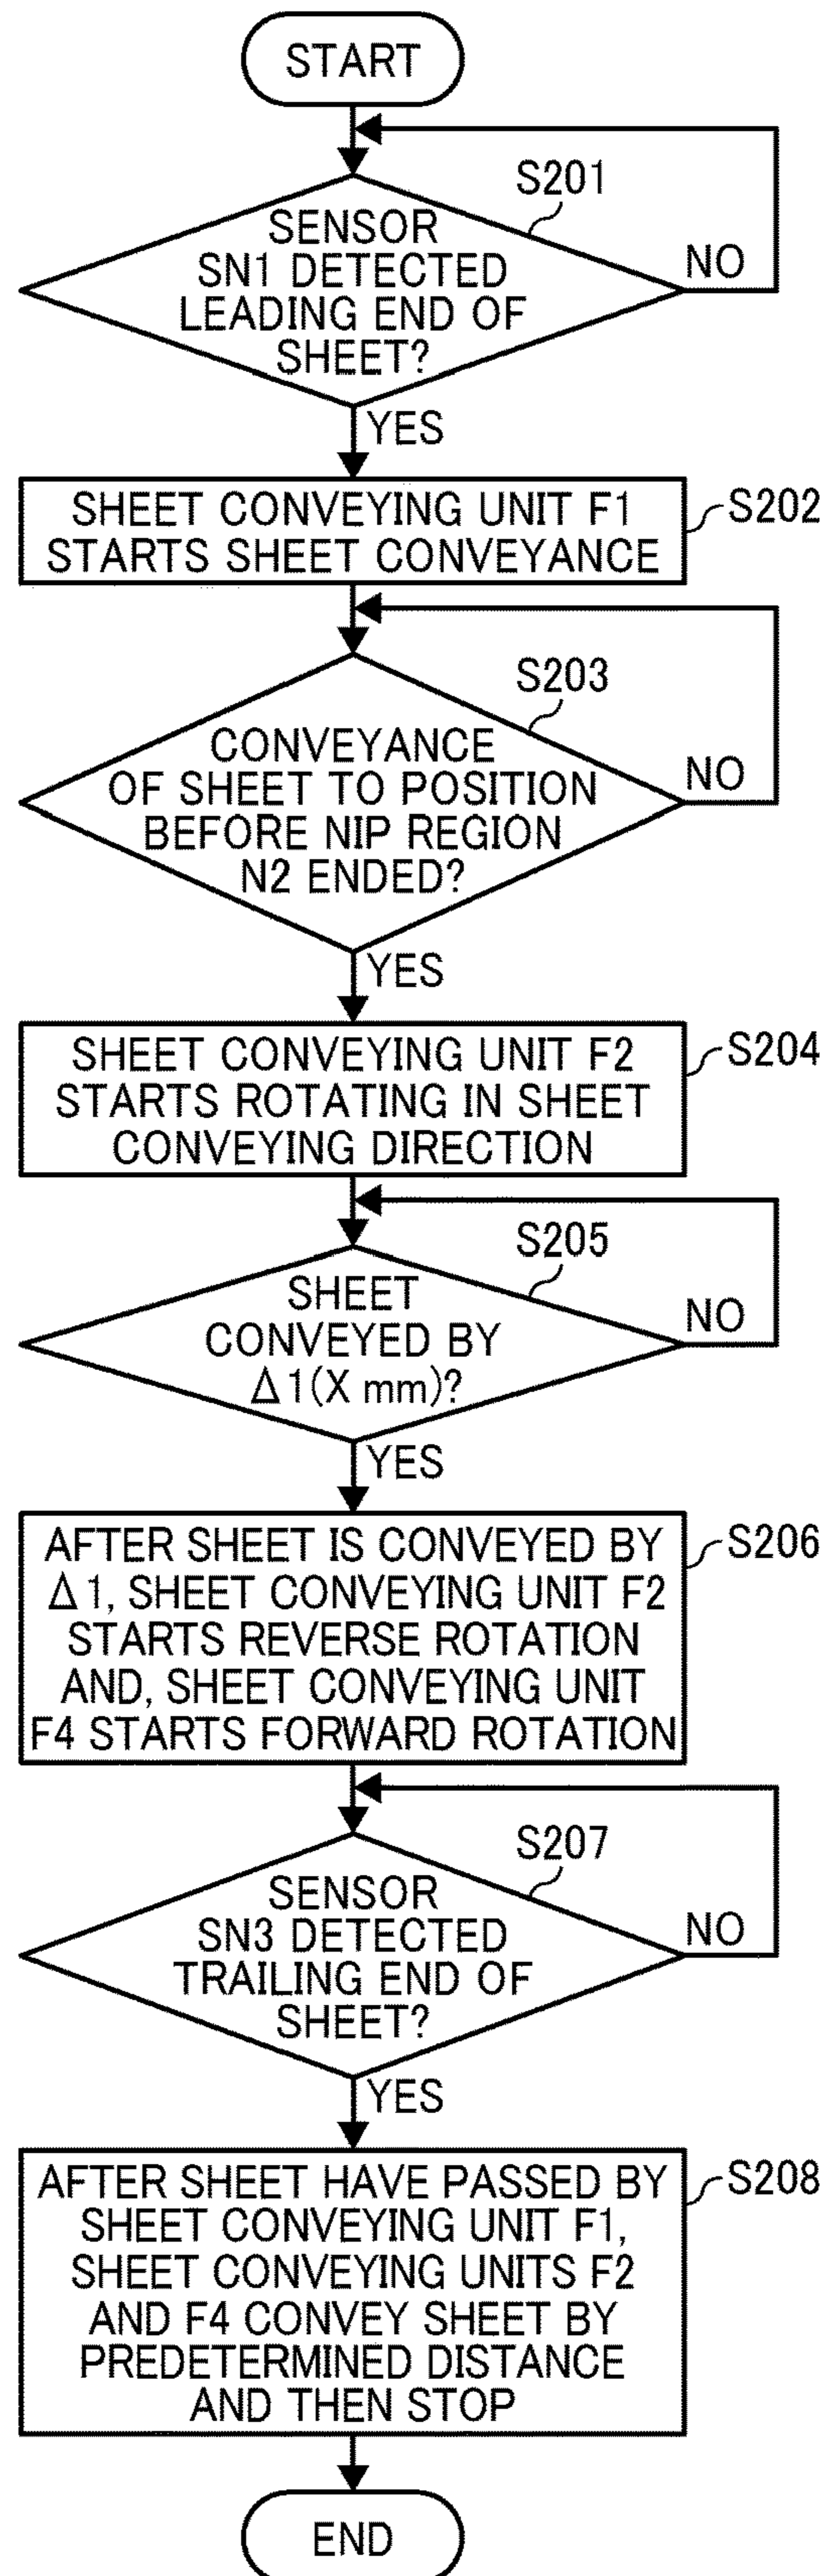 START
S201
SENSOR
SN1 DETECTED
LEADING END OF
SHEET?
NO
YES
SHEET CONVEYING UNIT F1
STARTS SHEET CONVEYANCE
S202
S203
CONVEYANCE
OF SHEET TO POSITION
BEFORE NIP REGION
N2 ENDED?
NO
YES
SHEET CONVEYING UNIT F2
STARTS ROTATING IN SHEET
CONVEYING DIRECTION
S204
S205
SHEET
CONVEYED BY
Δ1(X mm)?
NO
YES
AFTER SHEET IS CONVEYED BY
Δ1, SHEET CONVEYING UNIT F2
STARTS REVERSE ROTATION
AND, SHEET CONVEYING UNIT
F4 STARTS FORWARD ROTATION
S206
S207
SENSOR
SN3 DETECTED
TRAILING END OF
SHEET?
NO
YES
AFTER SHEET HAVE PASSED BY
SHEET CONVEYING UNIT F1,
SHEET CONVEYING UNITS F2
AND F4 CONVEY SHEET BY
PREDETERMINED DISTANCE
AND THEN STOP
S208
END